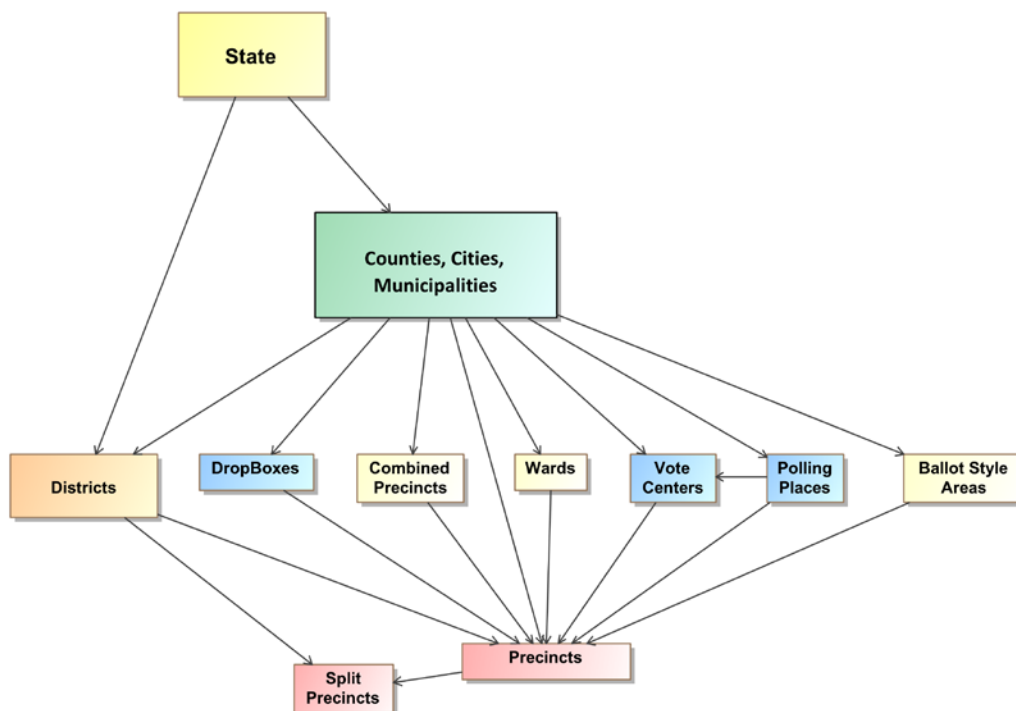 State
Counties, Cities,
Municipalities
Districts
DropBoxes
Combined
Precincts
Wards
Vote
Centers
Polling
Places
Ballot Style
Areas
Precincts
Split
Precincts